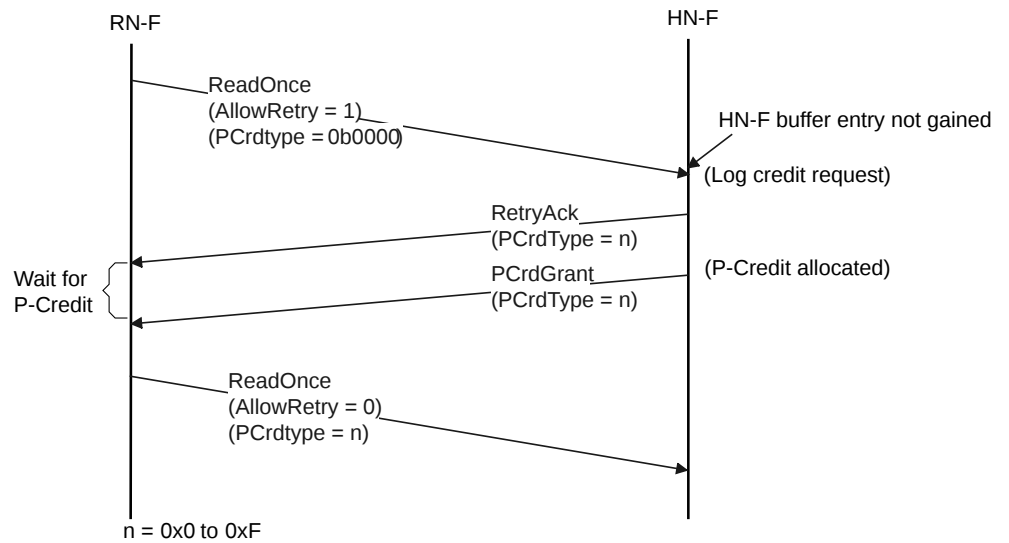 RN-F
HN-F
ReadOnce
(AllowRetry = 1)
(PCrdtype = 0b0000)
HN-F buffer entry not gained
(Log credit request)
RetryAck
(PCrdType = n)
Wait for
P-Credit
PCrdGrant
(PCrdType = n)
(P-Credit allocated)
ReadOnce
(AllowRetry = 0)
(PCrdtype = n)
n = 0x0 to 0xF